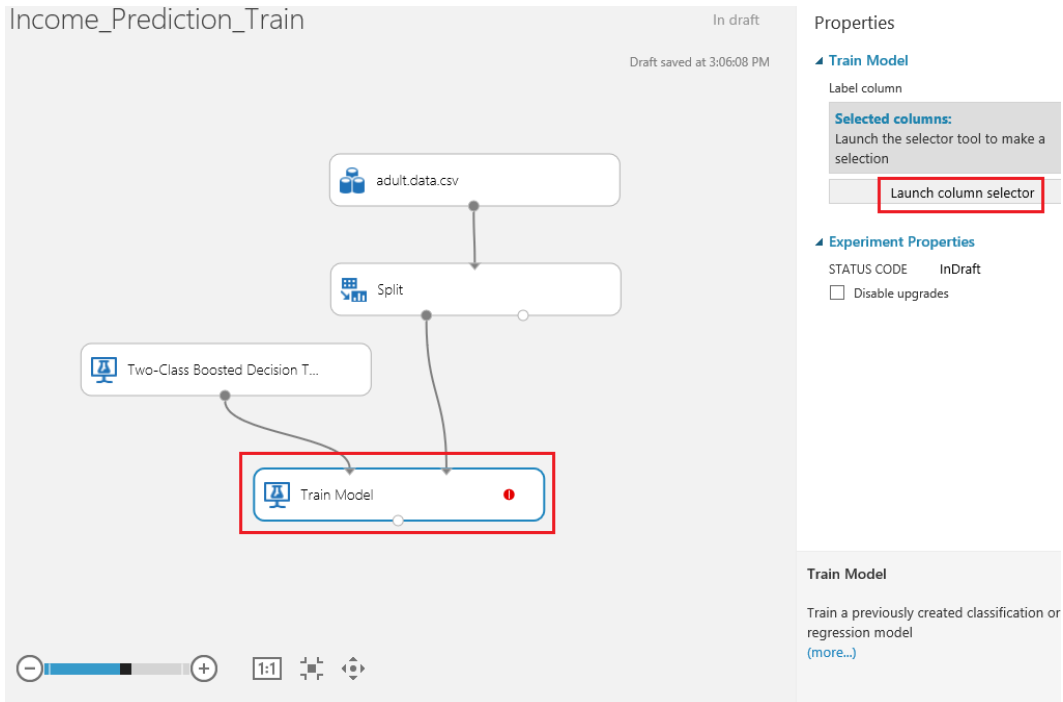 Income_Prediction_Train
In draft
Draft saved at 3:06:08 PM
adult.data.csv
Split
Two-Class Boosted Decision T...
Train Model
1:1
Properties
Train Model
Label column
Selected columns:
Launch the selector tool to make a
selection
Launch column selector
Experiment Properties
STATUS CODE InDraft
Disable upgrades
Train Model
Train a previously created classification or
regression model
(more...)